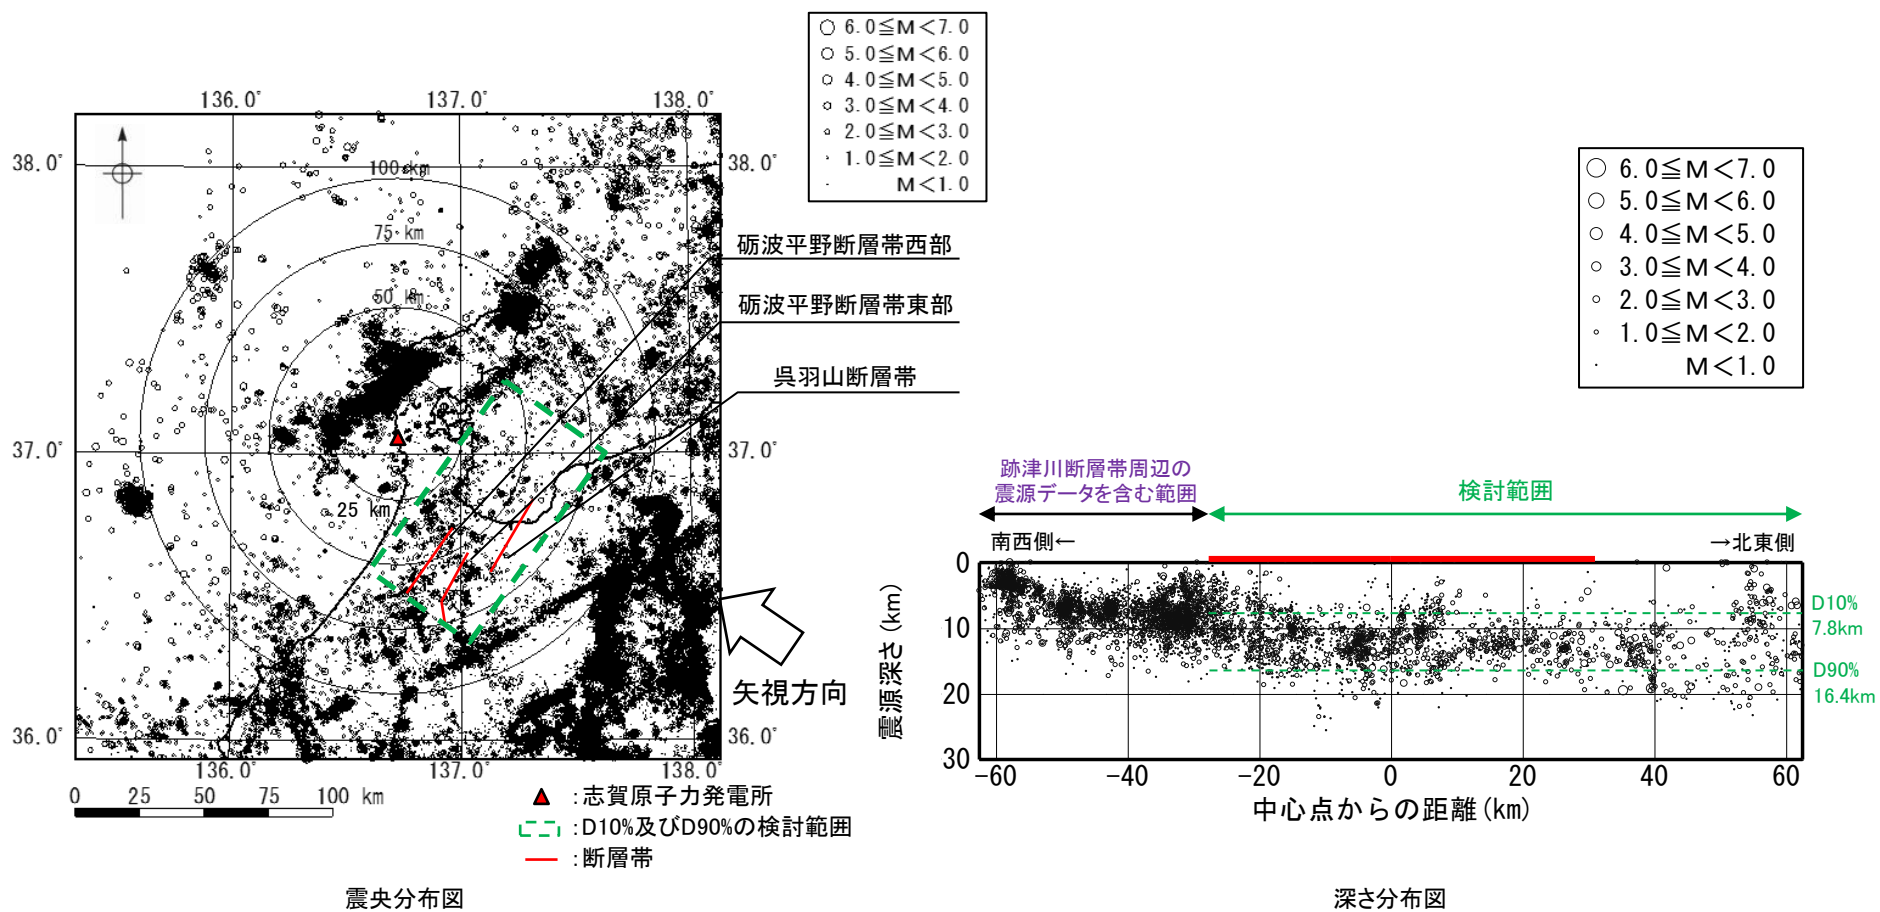 6.0≦M<7.0
5.0≦M<6.0
4.0≦M<5.0
3.0≦M<4.0
2.0≦M<3.0
1.0≦M<2.0
M<1.0
136.0° 137.0° 138.0°
38.0° 38.0°
100 km
75 km
50 km
25 km
37.0° 37.0°
36.0° 36.0°
136.0° 137.0° 138.0°
砺波平野断層帯西部
砺波平野断層帯東部
呉羽山断層帯
矢視方向
0 25 50 75 100 km
:志賀原子力発電所
:D10%及びD90%の検討範囲
:断層帯
震央分布図
6.0≦M<7.0
5.0≦M<6.0
4.0≦M<5.0
3.0≦M<4.0
2.0≦M<3.0
1.0≦M<2.0
M<1.0
跡津川断層帯周辺の
震源データを含む範囲
検討範囲
南西側←
→北東側
0
10
20
30
震源深さ(km)
D10%
7.8km
D90%
16.4km
-60 -40 -20 0 20 40 60
中心点からの距離(km)
深さ分布図